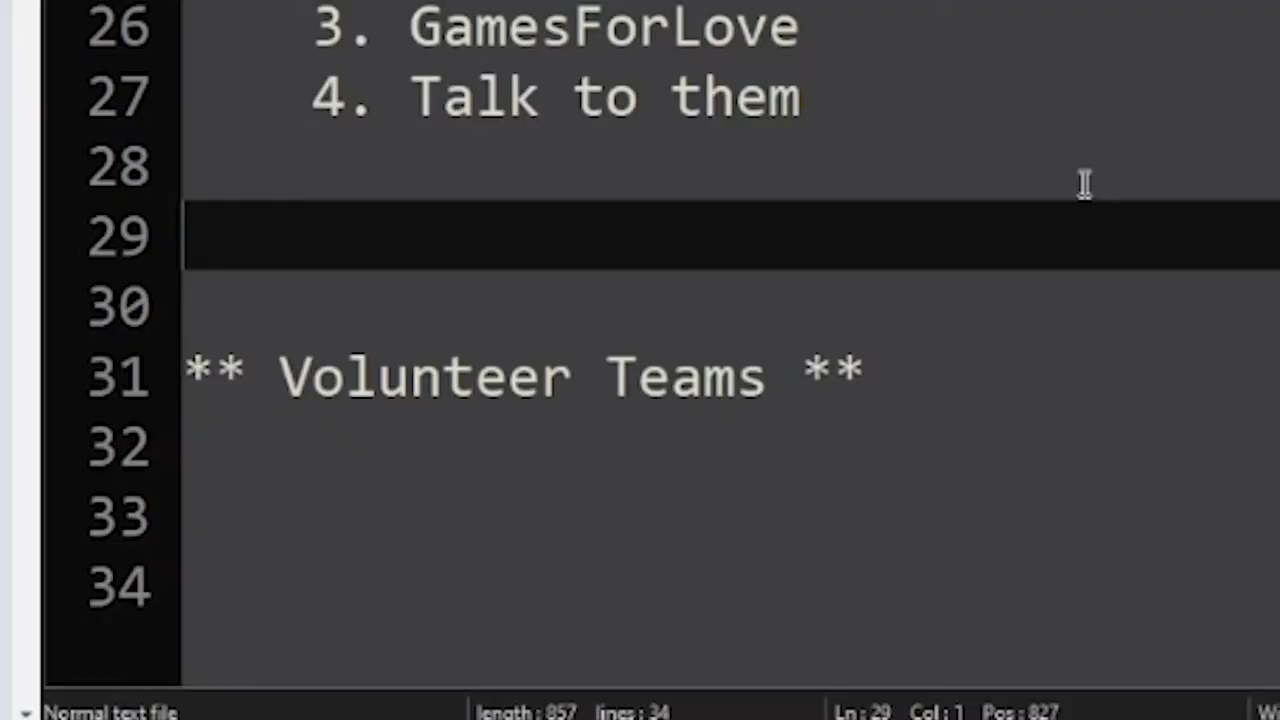 26 3. GamesForLove
27 4. Talk to them
28
29
30
31 ** Volunteer Teams **
32
33
34
Normal text file length : 857 lines : 34 Ln : 29 Col : 1 Pos : 827